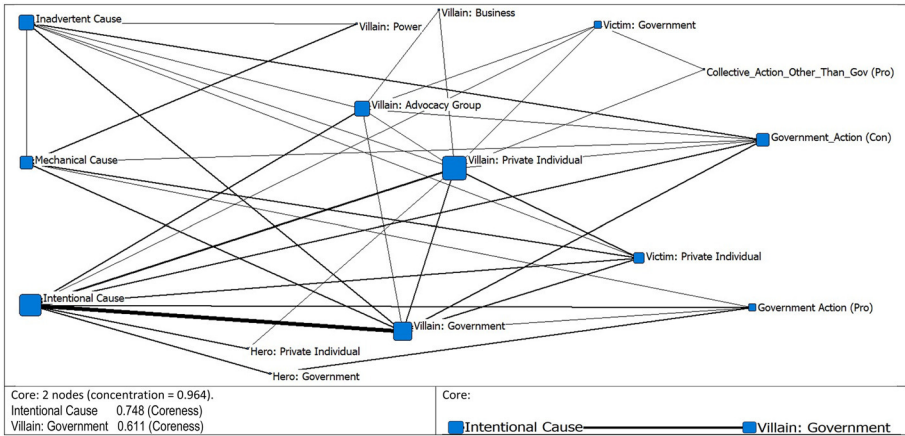 Inadvertent Cause
Villain: Business
Villain: Power
Victim: Government
Collective_Action_Other_Than_Gov (Pro)
Villain: Advocacy Group
Government_Action (Con)
Mechanical Cause
Villain: Private Individual
Victim: Private Individual
Intentional Cause
Government Action (Pro)
Villain: Government
Hero: Private Individual
Hero: Government
Core: 2 nodes (concentration = 0.964).
Intentional Cause 0.748 (Coreness)
Villain: Government 0.611 (Coreness)
Core:
Intentional Cause
Villain: Government